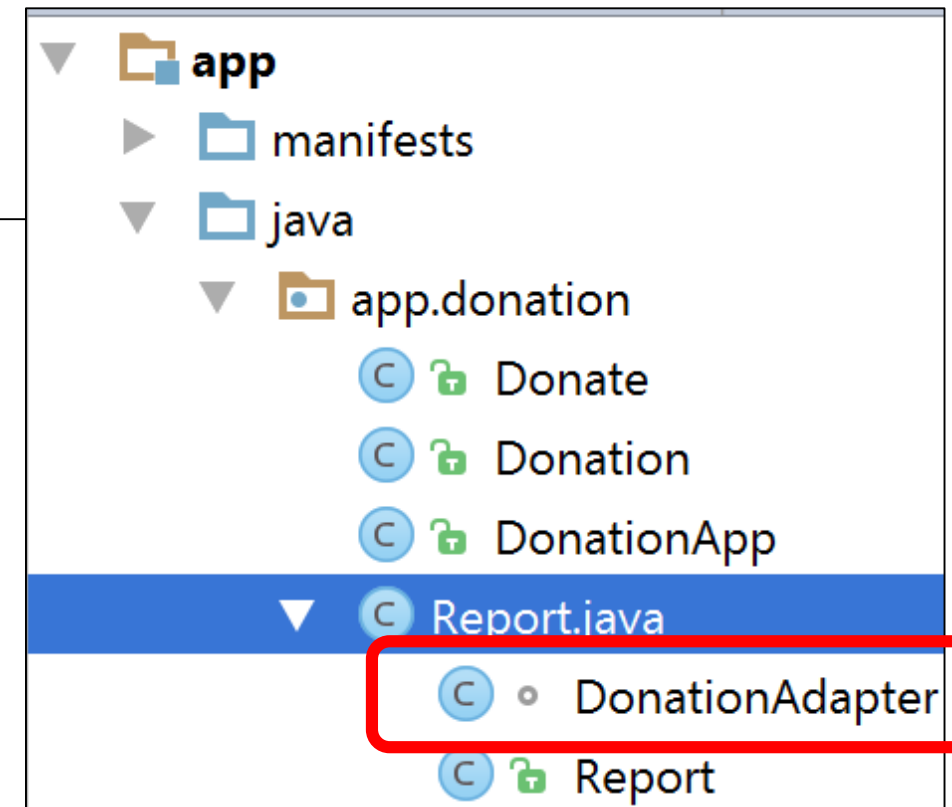 app
manifests
java
app.donation
C Donate
C Donation
C DonationApp
C Report.java
C DonationAdapter
C Report